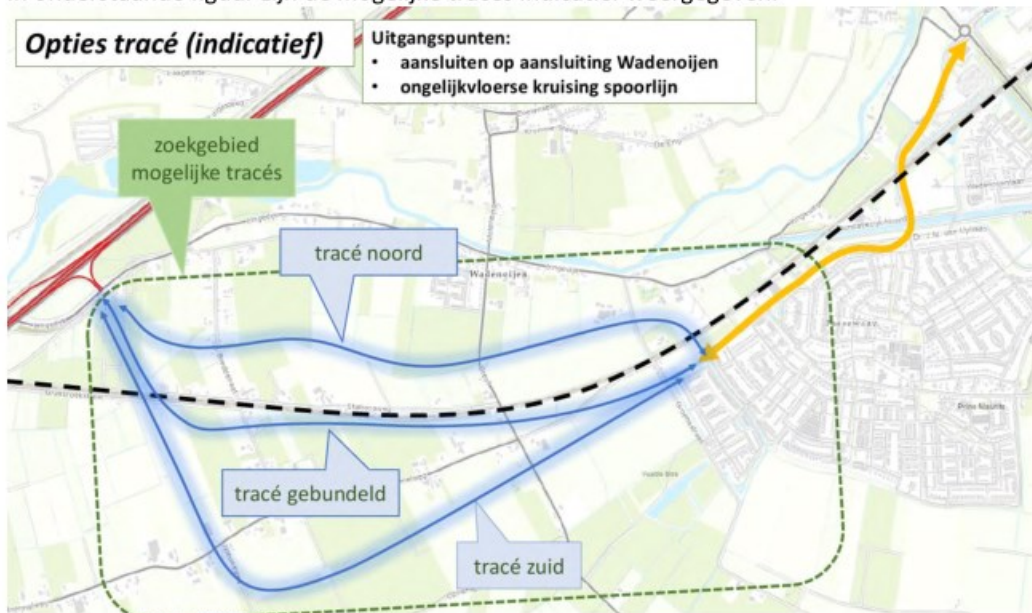 Opties tracé (indicatief)
Uitgangspunten:
• aansluiten op aansluiting Wadenoijen
• ongelijkvloerse kruising spoorlijn
zoekgebied
mogelijke tracés
tracé noord
Wadenoijen
tracé gebundeld
tracé zuid